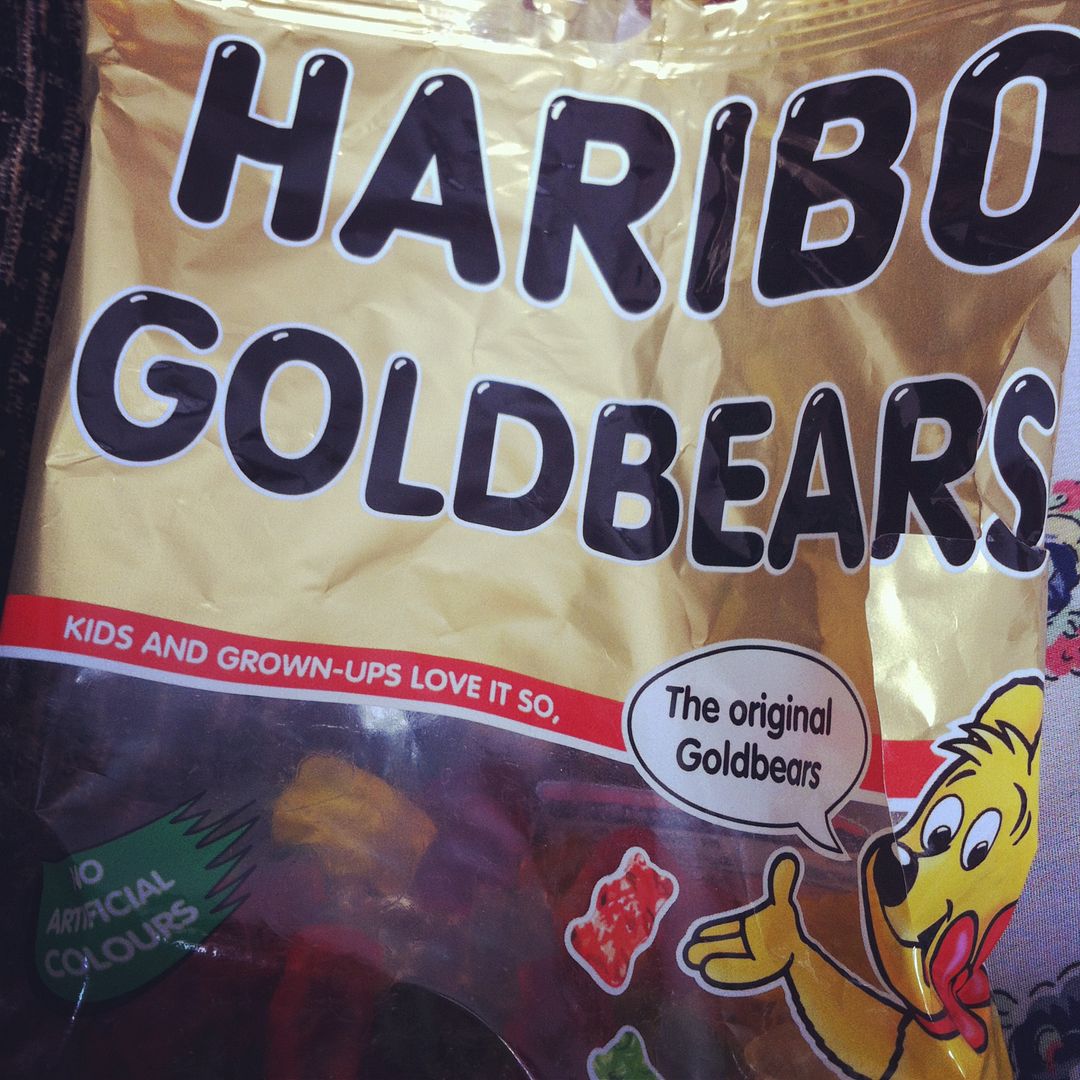 HARIBO
GOLDBEARS
KIDS AND GROWN-UPS LOVE IT SO,
The original
Goldbears
NO
ARTIFICIAL
COLOURS